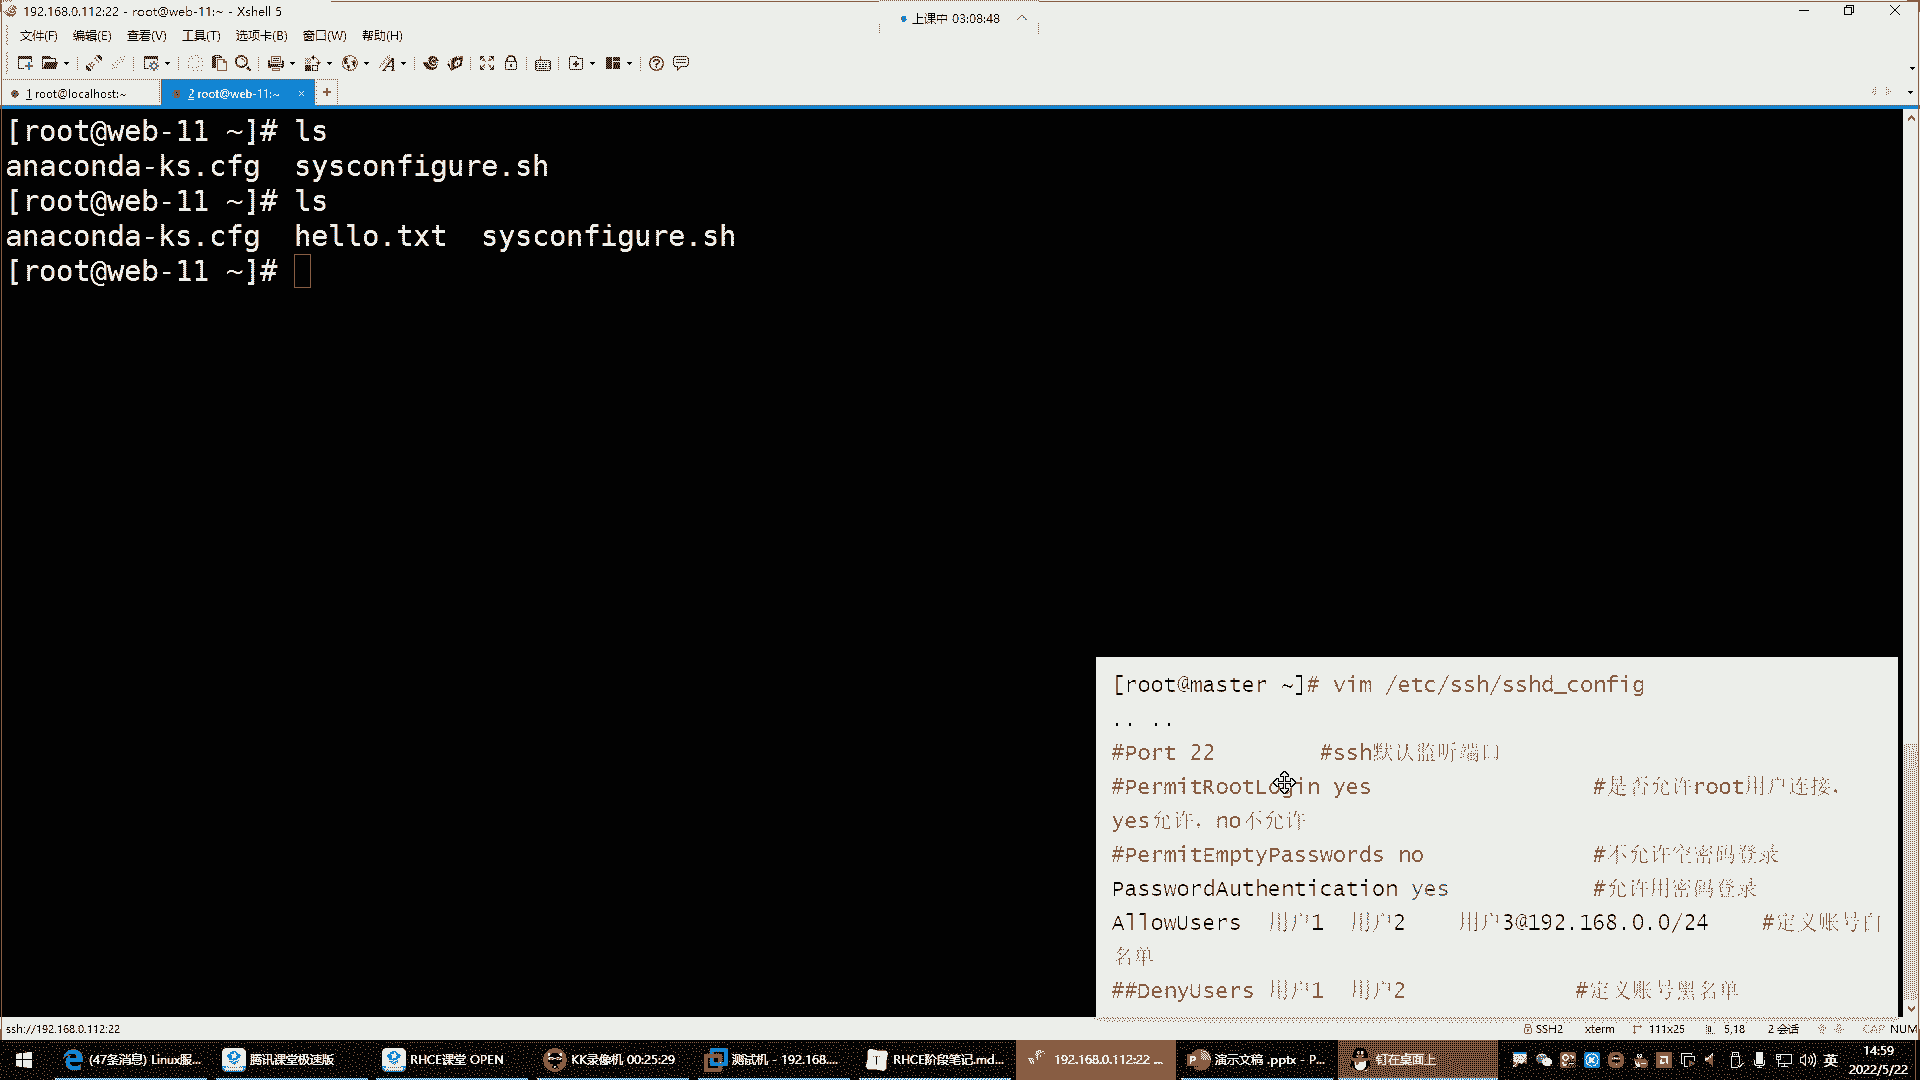 192.168.0.112:22 - root@web-11:~ - Xshell 5
上课中 03:08:48
文件(F) 编辑(E) 查看(V) 工具(T) 选项卡(B) 窗口(W) 帮助(H)
1 root@localhost:~ 2 root@web-11:~ × +
[root@web-11 ~]# ls
anaconda-ks.cfg  sysconfigure.sh
[root@web-11 ~]# ls
anaconda-ks.cfg  hello.txt  sysconfigure.sh
[root@web-11 ~]#
[root@master ~]# vim /etc/ssh/sshd_config
.. ..
#Port 22 #ssh默认监听端口
#PermitRootLogin yes #是否允许root用户连接，
yes允许，no不允许
#PermitEmptyPasswords no #不允许空密码登录
PasswordAuthentication yes #允许用密码登录
AllowUsers 用户1 用户2 用户3@192.168.0.0/24 #定义账号白
名单
##DenyUsers 用户1 用户2 #定义账号黑名单
ssh://192.168.0.112:22 SSH2 xterm 111x25 5,18 2 会话 CAP NUM
(47条消息) Linux服... 腾讯课堂极速版 RHCE课堂 OPEN KK录像机 00:25:29 测试机 - 192.168.... RHCE阶段笔记.md... 192.168.0.112:22 ... 演示文稿 .pptx - P... 钉在桌面上 英 14:59
2022/5/22